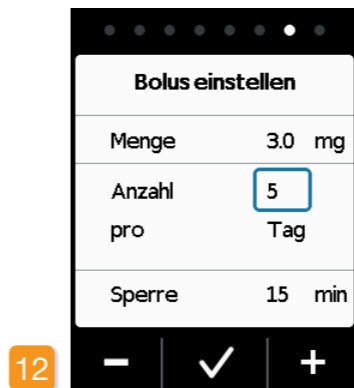 Bolus einstellen
Menge 3.0 mg
Anzahl 5
pro Tag
Sperre 15 min
12 − ✓ +